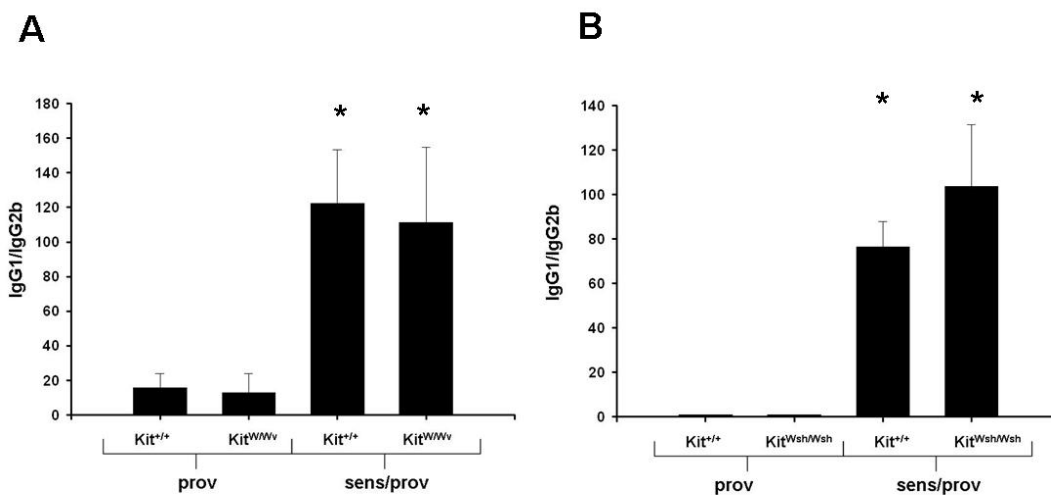 A
B
* *
* *
180
160
140
120
100
80
60
40
20
0
IgG1/IgG2b
Kit+/+ KitW/Wv Kit+/+ KitW/Wv
prov sens/prov
140
120
100
80
60
40
20
0
IgG1/IgG2b
Kit+/+ KitWsh/Wsh Kit+/+ KitWsh/Wsh
prov sens/prov